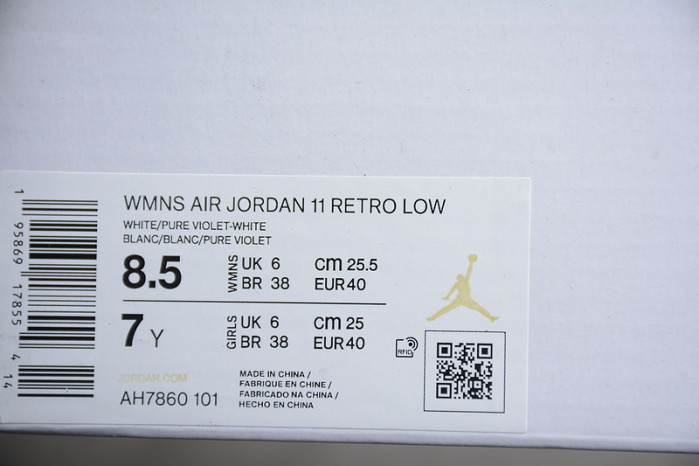 WMNS AIR JORDAN 11 RETRO LOW
WHITE/PURE VIOLET-WHITE
BLANC/BLANC/PURE VIOLET
8.5 WMNS UK 6 cm 25.5
BR 38 EUR 40
7 Y GIRLS UK 6 cm 25
BR 38 EUR 40
RFID
JORDAN.COM
AH7860 101
MADE IN CHINA /
FABRIQUE EN CHINE /
FABRICADO NA CHINA /
HECHO EN CHINA
1 95869 17855 4 14